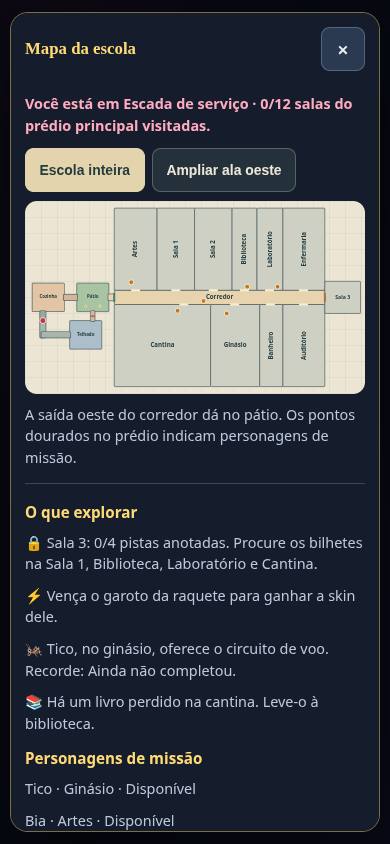 Mapa da escola
×
Você está em Escada de serviço · 0/12 salas do
prédio principal visitadas.
Escola inteira
Ampliar ala oeste
Artes
Sala 1
Sala 2
Biblioteca
Laboratório
Enfermaria
Cozinha
Pátio
Corredor
Sala 3
Telhado
Cantina
Ginásio
Banheiro
Auditório
A saída oeste do corredor dá no pátio. Os pontos
dourados no prédio indicam personagens de
missão.
O que explorar
🔒 Sala 3: 0/4 pistas anotadas. Procure os bilhetes
na Sala 1, Biblioteca, Laboratório e Cantina.
⚡ Vença o garoto da raquete para ganhar a skin
dele.
🦗 Tico, no ginásio, oferece o circuito de voo.
Recorde: Ainda não completou.
📚 Há um livro perdido na cantina. Leve-o à
biblioteca.
Personagens de missão
Tico · Ginásio · Disponível
Bia · Artes · Disponível